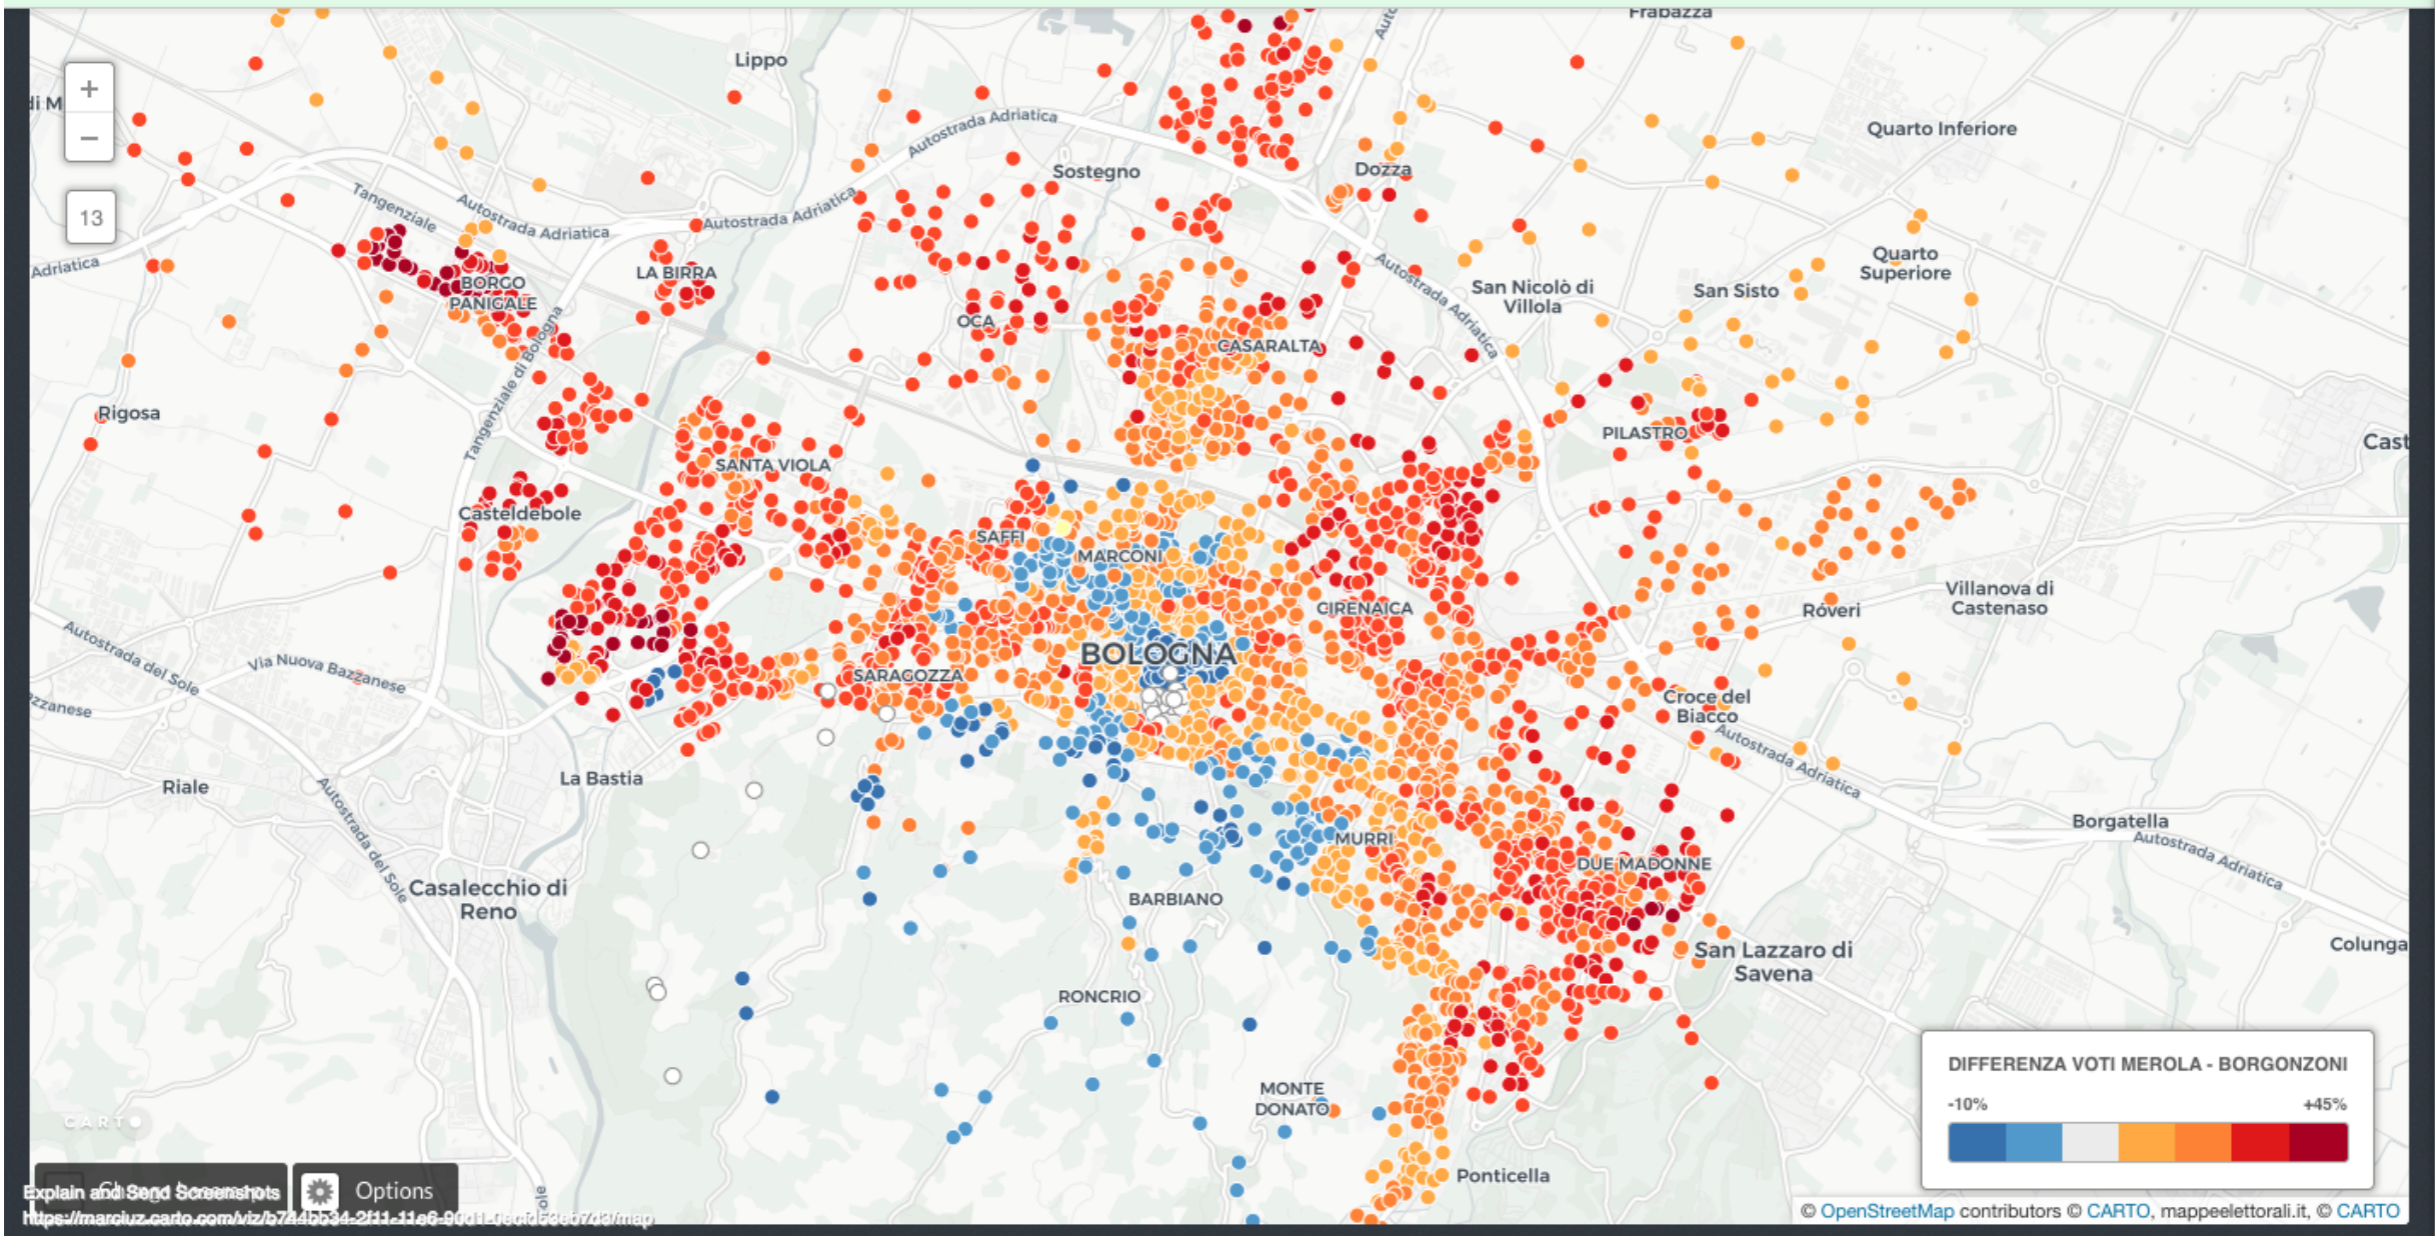 Frabazza
Auto
Lippo
di M
+
−
Quarto Inferiore
Autostrada Adriatica
Sostegno
Dozza
Tangenziale
Autostrada Adriatica
Autostrada Adriatica
13
Adriatica
LA BIRRA
BORGO
PANIGALE
Autostrada Adriatica
San Nicolò di
Villola
San Sisto
Quarto
Superiore
OCA
CASARALTA
Tangenziale di Bologna
Rigosa
PILASTRO
Cast
SANTA VIOLA
Casteldebole
SAFFI
MARCONI
CIRENAICA
Róveri
Villanova di
Castenaso
Autostrada del Sole
Via Nuova Bazzanese
zzanese
BOLOGNA
SARAGOZZA
Croce del
Biacco
Autostrada Adriatica
La Bastia
Riale
Autostrada del Sole
MURRI
DUE MADONNE
Borgatella
Autostrada Adriatica
Casalecchio di
Reno
BARBIANO
San Lazzaro di
Savena
Colunga
RONCRIO
MONTE
DONATO
Ponticella
DIFFERENZA VOTI MEROLA - BORGONZONI
-10% +45%
CARTO
Options
Explain and Send Screenshots
ole
© OpenStreetMap contributors © CARTO, mappeelettorali.it, © CARTO